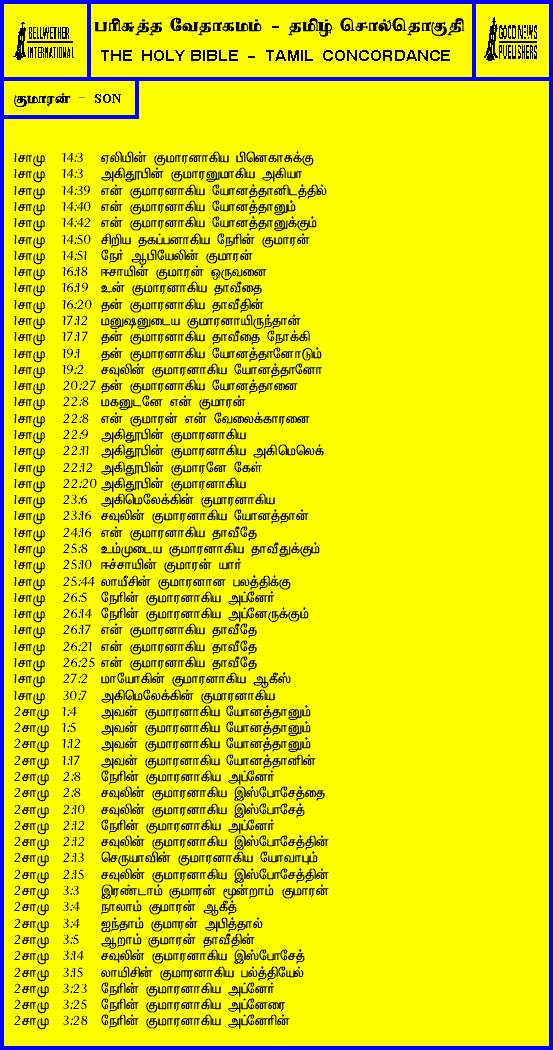 BELLWETHER
INTERNATIONAL
பரிசுத்த வேதாகமம் - தமிழ் சொல்தொகுதி
THE HOLY BIBLE - TAMIL CONCORDANCE
GOOD NEWS
PUBLISHERS
குமாரன் - SON
1சாமு 14:3 ஏலியின் குமாரனாகிய பினெகாசுக்கு
1சாமு 14:3 அகிதூபின் குமாரனுமாகிய அகியா
1சாமு 14:39 என் குமாரனாகிய யோனத்தானிடத்தில்
1சாமு 14:40 என் குமாரனாகிய யோனத்தானும்
1சாமு 14:42 என் குமாரனாகிய யோனத்தானுக்கும்
1சாமு 14:50 சிறிய தகப்பனாகிய நேரின் குமாரன்
1சாமு 14:51 நேர் ஆபியேலின் குமாரன்
1சாமு 16:18 ஈசாயின் குமாரன் ஒருவனை
1சாமு 16:19 உன் குமாரனாகிய தாவீதை
1சாமு 16:20 தன் குமாரனாகிய தாவீதின்
1சாமு 17:12 மனுஷனுடைய குமாரனாயிருந்தான்
1சாமு 17:17 தன் குமாரனாகிய தாவீதை நோக்கி
1சாமு 19:1 தன் குமாரனாகிய யோனத்தானோடும்
1சாமு 19:2 சவுலின் குமாரனாகிய யோனத்தானோ
1சாமு 20:27 தன் குமாரனாகிய யோனத்தானை
1சாமு 22:8 மகனுடனே என் குமாரன்
1சாமு 22:8 என் குமாரன் என் வேலைக்காரனை
1சாமு 22:9 அகிதூபின் குமாரனாகிய
1சாமு 22:11 அகிதூபின் குமாரனாகிய அகிமெலெக்
1சாமு 22:12 அகிதூபின் குமாரனே கேள்
1சாமு 22:20 அகிதூபின் குமாரனாகிய
1சாமு 23:6 அகிமெலேக்கின் குமாரனாகிய
1சாமு 23:16 சவுலின் குமாரனாகிய யோனத்தான்
1சாமு 24:16 என் குமாரனாகிய தாவீதே
1சாமு 25:8 உம்முடைய குமாரனாகிய தாவீதுக்கும்
1சாமு 25:10 ஈச்சாயின் குமாரன் யார்
1சாமு 25:44 லாயீசின் குமாரனான பலத்திக்கு
1சாமு 26:5 நேரின் குமாரனாகிய அப்னேர்
1சாமு 26:14 நேரின் குமாரனாகிய அப்னேருக்கும்
1சாமு 26:17 என் குமாரனாகிய தாவீதே
1சாமு 26:21 என் குமாரனாகிய தாவீதே
1சாமு 26:25 என் குமாரனாகிய தாவீதே
1சாமு 27:2 மாயோகின் குமாரனாகிய ஆகீஸ்
1சாமு 30:7 அகிமெலேக்கின் குமாரனாகிய
2சாமு 1:4 அவன் குமாரனாகிய யோனத்தானும்
2சாமு 1:5 அவன் குமாரனாகிய யோனத்தானும்
2சாமு 1:12 அவன் குமாரனாகிய யோனத்தானும்
2சாமு 1:17 அவன் குமாரனாகிய யோனத்தானின்
2சாமு 2:8 நேரின் குமாரனாகிய அப்னேர்
2சாமு 2:8 சவுலின் குமாரனாகிய இஸ்போசேத்தை
2சாமு 2:10 சவுலின் குமாரனாகிய இஸ்போசேத்
2சாமு 2:12 நேரின் குமாரனாகிய அப்னேர்
2சாமு 2:12 சவுலின் குமாரனாகிய இஸ்போசேத்தின்
2சாமு 2:13 செருயாவின் குமாரனாகிய யோவாபும்
2சாமு 2:15 சவுலின் குமாரனாகிய இஸ்போசேத்தின்
2சாமு 3:3 இரண்டாம் குமாரன் மூன்றாம் குமாரன்
2சாமு 3:4 நாலாம் குமாரன் ஆகீத்
2சாமு 3:4 ஐந்தாம் குமாரன் அபித்தால்
2சாமு 3:5 ஆறாம் குமாரன் தாவீதின்
2சாமு 3:14 சவுலின் குமாரனாகிய இஸ்போசேத்
2சாமு 3:15 லாயிசின் குமாரனாகிய பல்த்தியேல்
2சாமு 3:23 நேரின் குமாரனாகிய அப்னேர்
2சாமு 3:25 நேரின் குமாரனாகிய அப்னேரை
2சாமு 3:28 நேரின் குமாரனாகிய அப்னேரின்